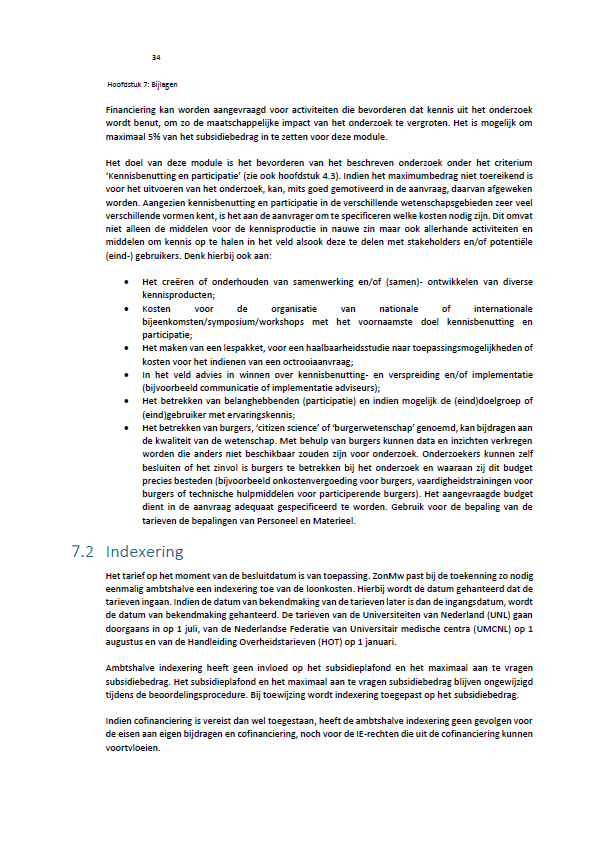 34
Hoofdstuk 7: Bijlagen
Financiering kan worden aangevraagd voor activiteiten die bevorderen dat kennis uit het onderzoek
wordt benut, om zo de maatschappelijke impact van het onderzoek te vergroten. Het is mogelijk om
maximaal 5% van het subsidiebedrag in te zetten voor deze module.
Het doel van deze module is het bevorderen van het beschreven onderzoek onder het criterium
‘Kennisbenutting en participatie’ (zie ook hoofdstuk 4.3). Indien het maximumbedrag niet toereikend is
voor het uitvoeren van het onderzoek, kan, mits goed gemotiveerd in de aanvraag, daarvan afgeweken
worden. Aangezien kennisbenutting en participatie in de verschillende wetenschapsgebieden zeer veel
verschillende vormen kent, is het aan de aanvrager om te specificeren welke kosten nodig zijn. Dit omvat
niet alleen de middelen voor de kennisproductie in nauwe zin maar ook allerhande activiteiten en
middelen om kennis op te halen in het veld alsook deze te delen met stakeholders en/of potentiële
(eind-) gebruikers. Denk hierbij ook aan:
• Het creëren of onderhouden van samenwerking en/of (samen)- ontwikkelen van diverse
kennisproducten;
• Kosten voor de organisatie van nationale of internationale
bijeenkomsten/symposium/workshops met het voornaamste doel kennisbenutting en
participatie;
• Het maken van een lespakket, voor een haalbaarheidsstudie naar toepassingsmogelijkheden of
kosten voor het indienen van een octrooiaanvraag;
• In het veld advies in winnen over kennisbenutting- en verspreiding en/of implementatie
(bijvoorbeeld communicatie of implementatie adviseurs);
• Het betrekken van belanghebbenden (participatie) en indien mogelijk de (eind)doelgroep of
(eind)gebruiker met ervaringskennis;
• Het betrekken van burgers, ‘citizen science’ of ‘burgerwetenschap’ genoemd, kan bijdragen aan
de kwaliteit van de wetenschap. Met behulp van burgers kunnen data en inzichten verkregen
worden die anders niet beschikbaar zouden zijn voor onderzoek. Onderzoekers kunnen zelf
besluiten of het zinvol is burgers te betrekken bij het onderzoek en waaraan zij dit budget
precies besteden (bijvoorbeeld onkostenvergoeding voor burgers, vaardigheidstrainingen voor
burgers of technische hulpmiddelen voor participerende burgers). Het aangevraagde budget
dient in de aanvraag adequaat gespecificeerd te worden. Gebruik voor de bepaling van de
tarieven de bepalingen van Personeel en Materieel.
7.2 Indexering
Het tarief op het moment van de besluitdatum is van toepassing. ZonMw past bij de toekenning zo nodig
eenmalig ambtshalve een indexering toe van de loonkosten. Hierbij wordt de datum gehanteerd dat de
tarieven ingaan. Indien de datum van bekendmaking van de tarieven later is dan de ingangsdatum, wordt
de datum van bekendmaking gehanteerd. De tarieven van de Universiteiten van Nederland (UNL) gaan
doorgaans in op 1 juli, van de Nederlandse Federatie van Universitair medische centra (UMCNL) op 1
augustus en van de Handleiding Overheidstarieven (HOT) op 1 januari.
Ambtshalve indexering heeft geen invloed op het subsidieplafond en het maximaal aan te vragen
subsidiebedrag. Het subsidieplafond en het maximaal aan te vragen subsidiebedrag blijven ongewijzigd
tijdens de beoordelingsprocedure. Bij toewijzing wordt indexering toegepast op het subsidiebedrag.
Indien cofinanciering is vereist dan wel toegestaan, heeft de ambtshalve indexering geen gevolgen voor
de eisen aan eigen bijdragen en cofinanciering, noch voor de IE-rechten die uit de cofinanciering kunnen
voortvloeien.